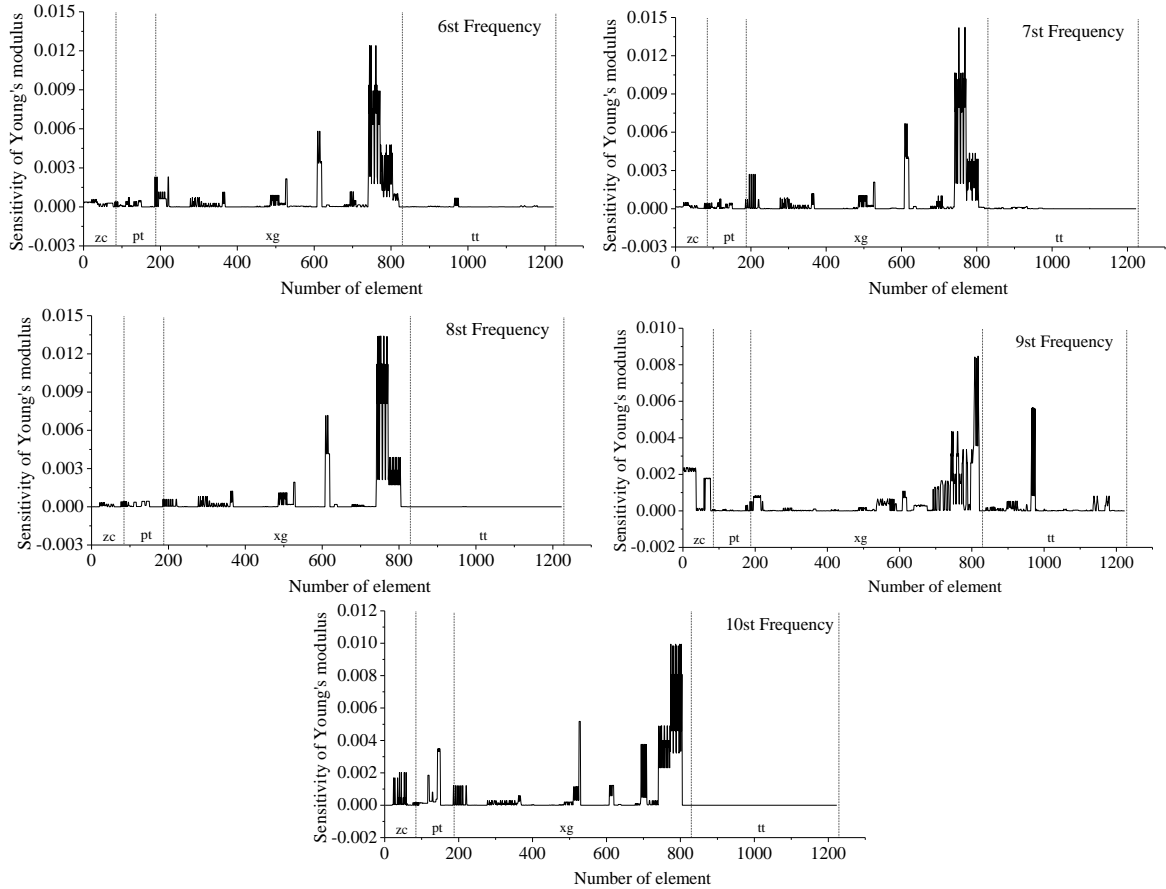 6st Frequency
Sensitivity of Young's modulus
0.015
0.012
0.009
0.006
0.003
0.000
-0.003
zc pt xg tt
0 200 400 600 800 1000 1200
Number of element
7st Frequency
Sensitivity of Young's modulus
0.015
0.012
0.009
0.006
0.003
0.000
-0.003
zc pt xg tt
0 200 400 600 800 1000 1200
Number of element
8st Frequency
Sensitivity of Young's modulus
0.015
0.012
0.009
0.006
0.003
0.000
-0.003
zc pt xg tt
0 200 400 600 800 1000 1200
Number of element
9st Frequency
Sensitivity of Young's modulus
0.010
0.008
0.006
0.004
0.002
0.000
-0.002
zc pt xg tt
0 200 400 600 800 1000 1200
Number of element
10st Frequency
Sensitivity of Young's modulus
0.012
0.010
0.008
0.006
0.004
0.002
0.000
-0.002
zc pt xg tt
0 200 400 600 800 1000 1200
Number of element